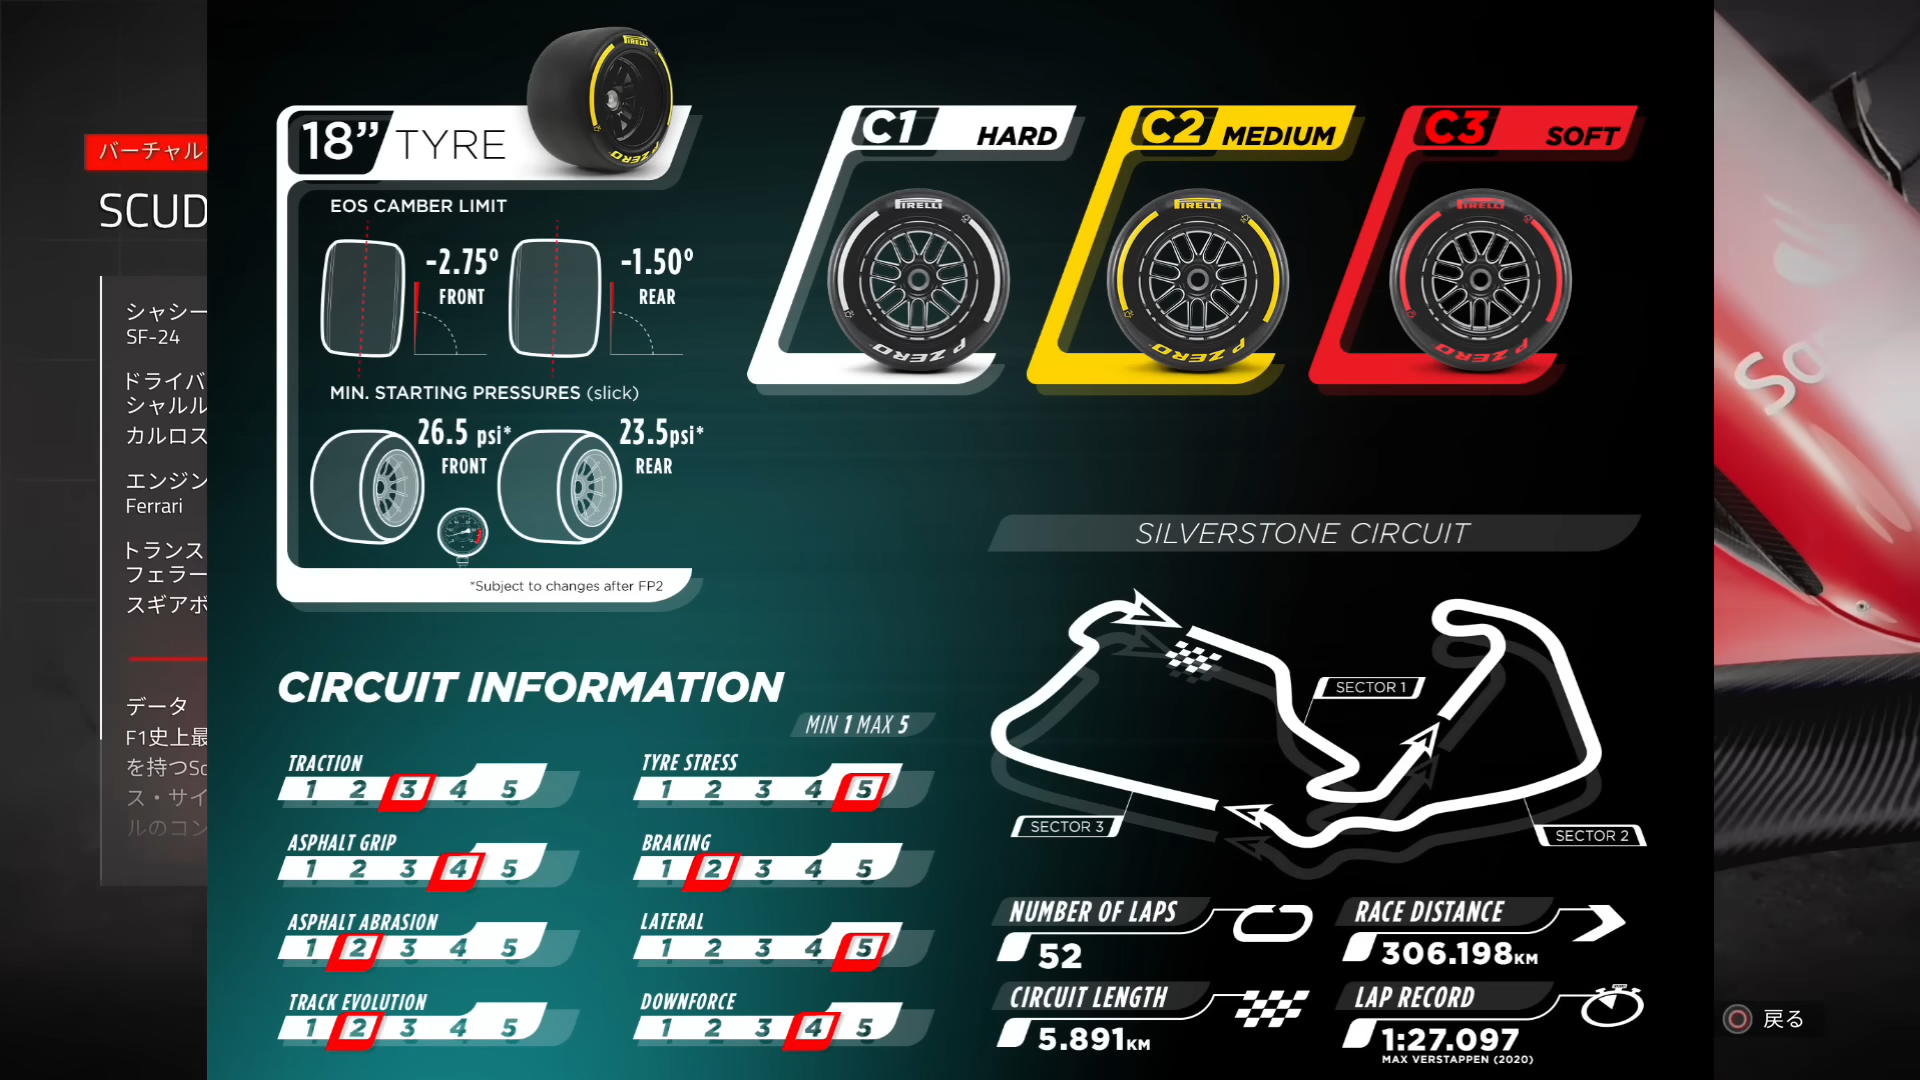 バーチャル
SCUD
シャシー
SF-24
ドライバ
シャルル
カルロス
エンジン
Ferrari
トランス
フェラー
スギアボ
データ
F1史上最
を持つSc
ス・サイ
ルのコン
18” TYRE
PIRELLI
P ZERO
EOS CAMBER LIMIT
-2.75°
FRONT
-1.50°
REAR
MIN. STARTING PRESSURES (slick)
26.5 psi*
FRONT
23.5psi*
REAR
*Subject to changes after FP2
C1 HARD
PIRELLI
P ZERO
C2 MEDIUM
PIRELLI
P ZERO
C3 SOFT
PIRELLI
P ZERO
CIRCUIT INFORMATION
MIN 1 MAX 5
TRACTION
1 2 3 4 5
TYRE STRESS
1 2 3 4 5
ASPHALT GRIP
1 2 3 4 5
BRAKING
1 2 3 4 5
ASPHALT ABRASION
1 2 3 4 5
LATERAL
1 2 3 4 5
TRACK EVOLUTION
1 2 3 4 5
DOWNFORCE
1 2 3 4 5
SILVERSTONE CIRCUIT
SECTOR 1
SECTOR 3
SECTOR 2
NUMBER OF LAPS
52
RACE DISTANCE
306.198KM
CIRCUIT LENGTH
5.891KM
LAP RECORD
1:27.097
MAX VERSTAPPEN (2020)
戻る